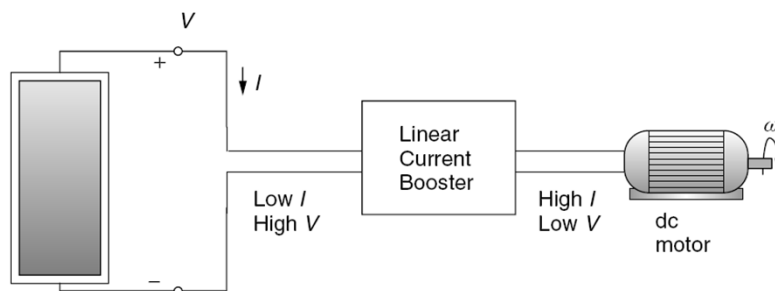 V
+
I
Linear
Current
Booster
ω
Low I
High V
High I
Low V
dc
motor
–